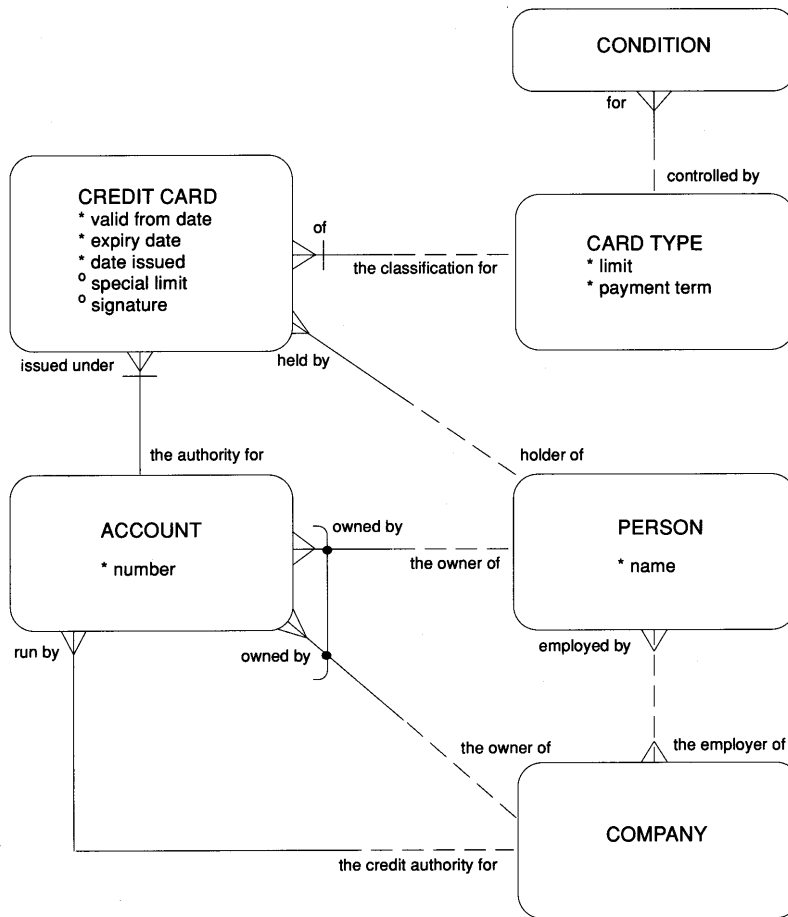 CONDITION
for
controlled by
CREDIT CARD
* valid from date
* expiry date
* date issued
o special limit
o signature
of
the classification for
CARD TYPE
* limit
* payment term
issued under
held by
the authority for
holder of
ACCOUNT
* number
owned by
the owner of
PERSON
* name
run by
owned by
employed by
the owner of
the employer of
COMPANY
the credit authority for